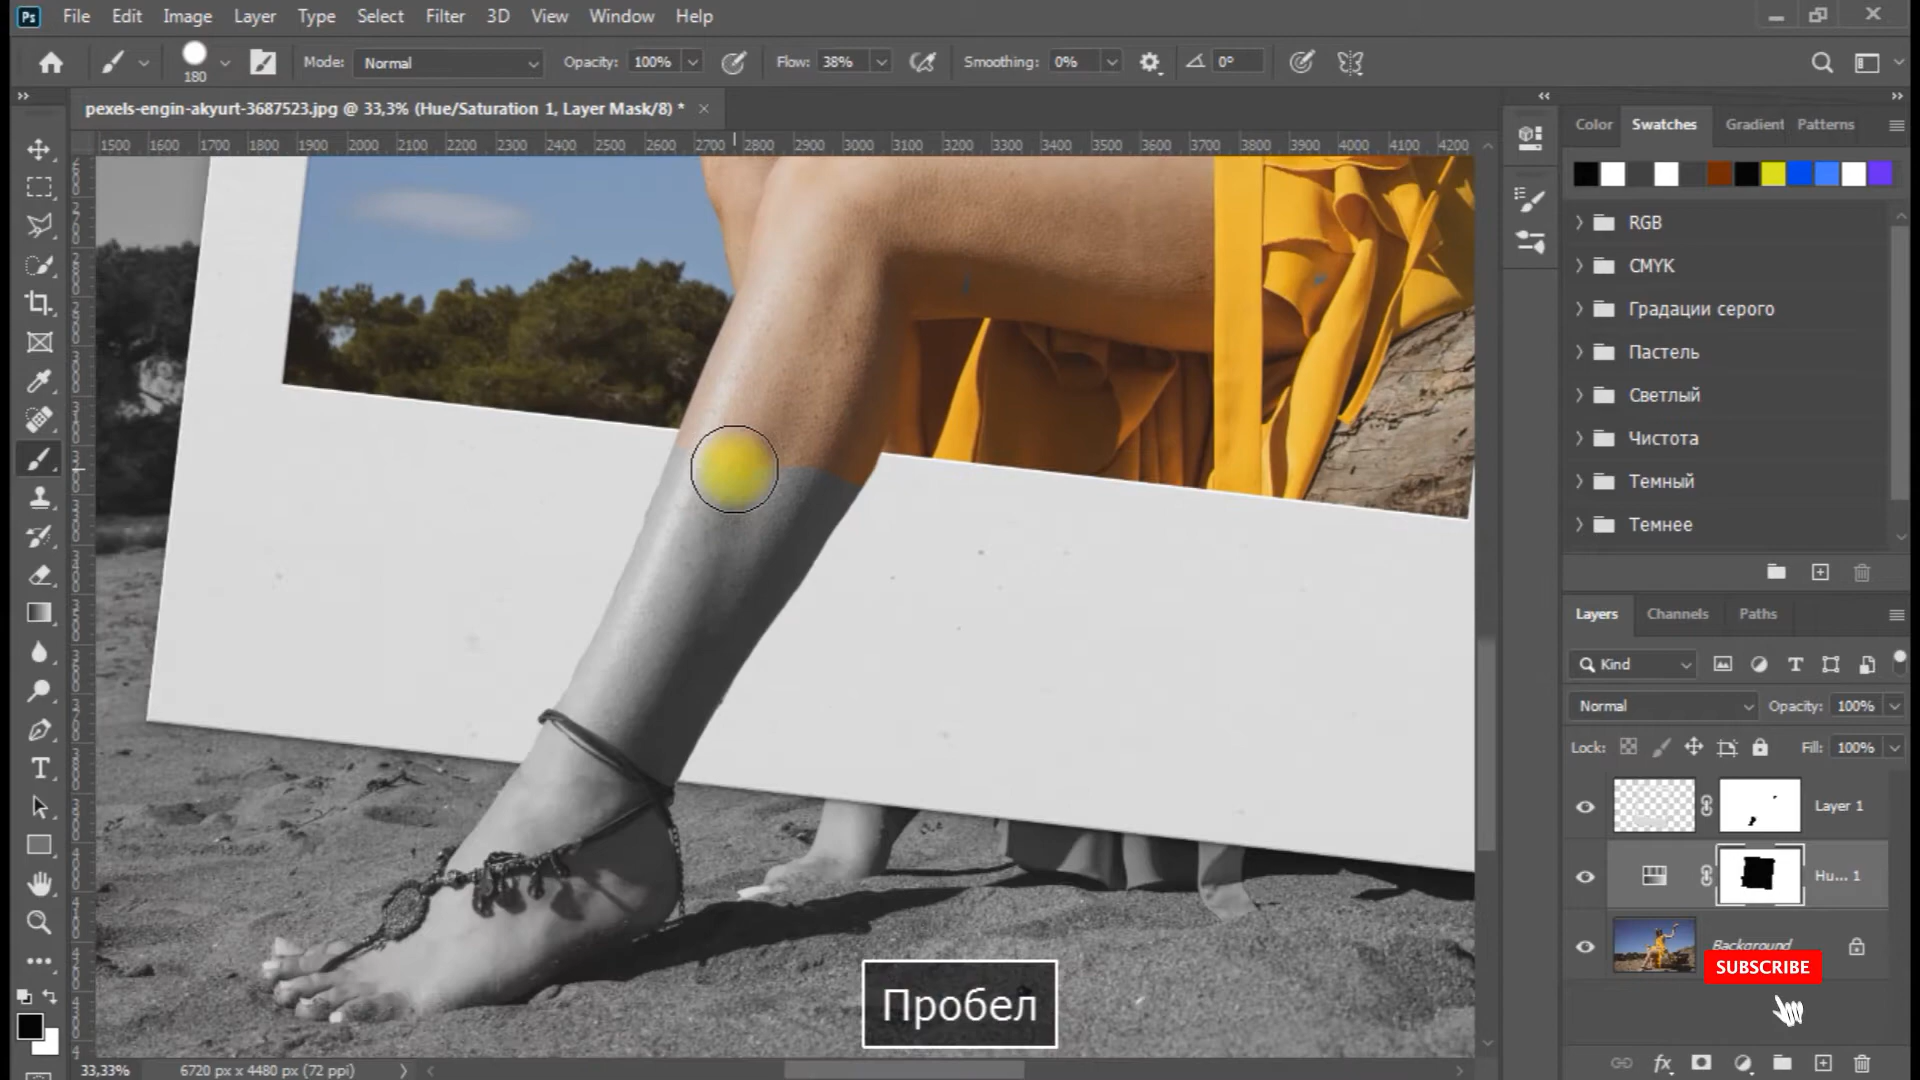 Ps File Edit Image Layer Type Select Filter 3D View Window Help
180 Mode: Normal Opacity: 100% Flow: 38% Smoothing: 0% 0°
pexels-engin-akyurt-3687523.jpg @ 33,3% (Hue/Saturation 1, Layer Mask/8) * ×
1500 1600 1700 1800 1900 2000 2100 2200 2300 2400 2500 2600 2700 2800 2900 3000 3100 3200 3300 3400 3500 3600 3700 3800 3900 4000 4100 4200
Color Swatches Gradient Patterns
RGB
CMYK
Градации серого
Пастель
Светлый
Чистота
Темный
Темнее
Layers Channels Paths
Kind
Normal Opacity: 100%
Lock: Fill: 100%
Layer 1
Hu... 1
Background
SUBSCRIBE
Пробел
33,33% 6720 px x 4480 px (72 ppi)